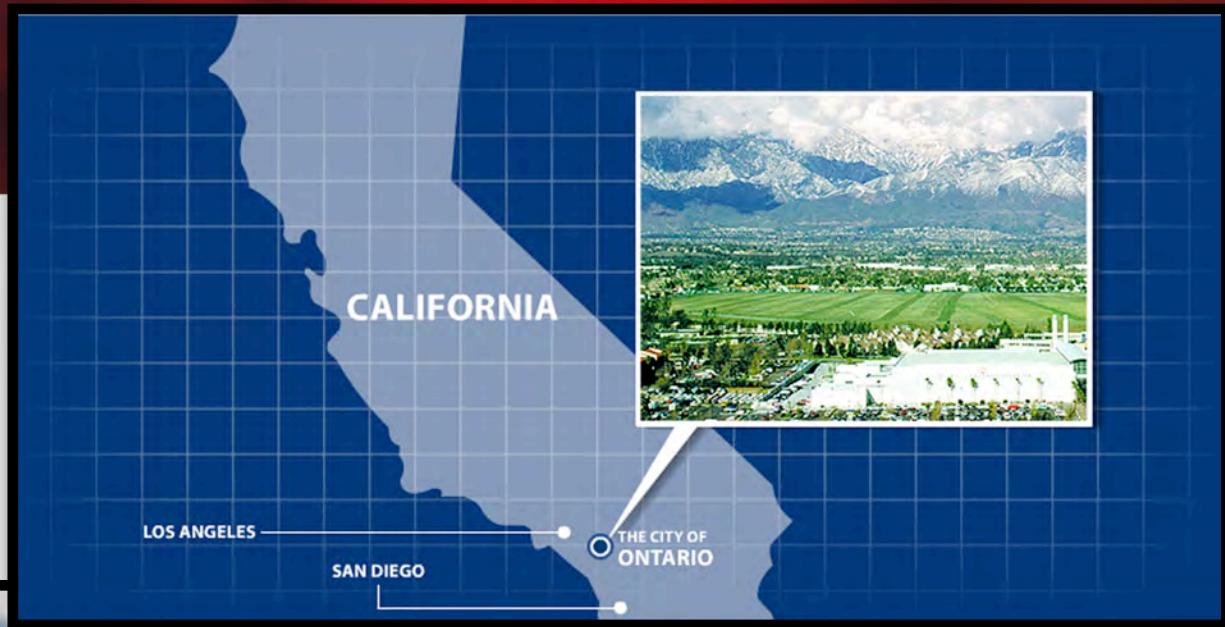 CALIFORNIA
LOS ANGELES
THE CITY OF
ONTARIO
SAN DIEGO